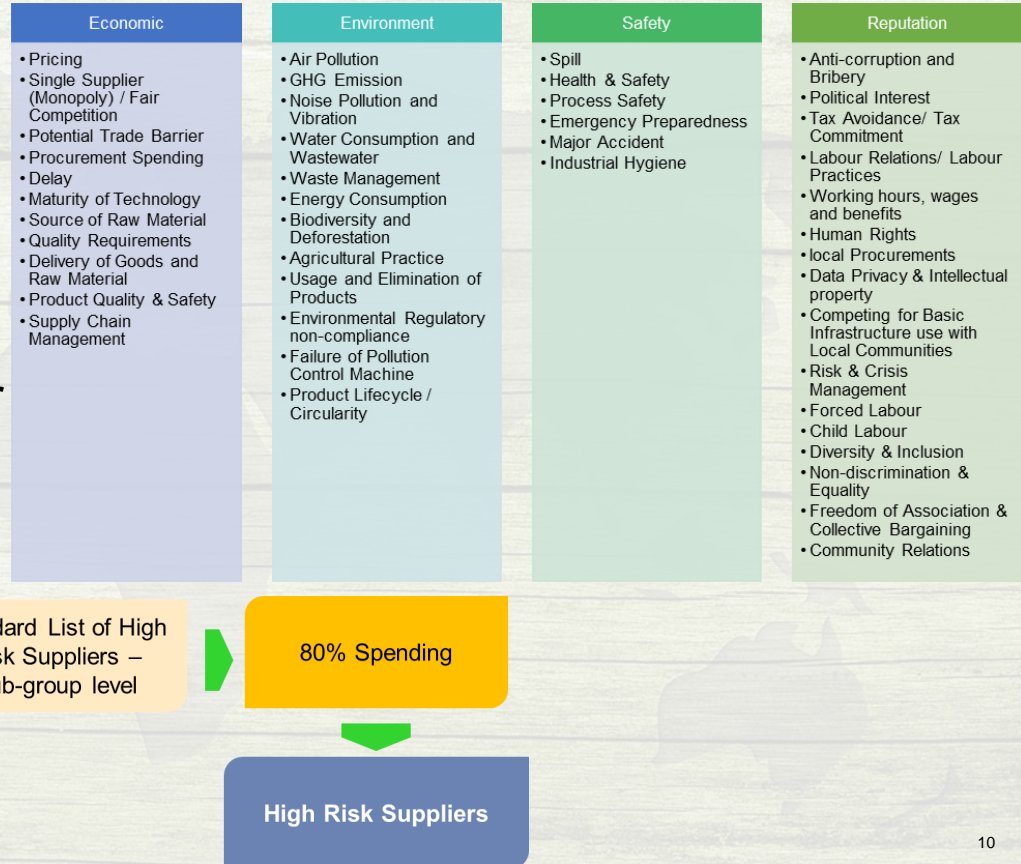 Economic
• Pricing
• Single Supplier
(Monopoly) / Fair
Competition
• Potential Trade Barrier
• Procurement Spending
• Delay
• Maturity of Technology
• Source of Raw Material
• Quality Requirements
• Delivery of Goods and
Raw Material
• Product Quality & Safety
• Supply Chain
Management
Environment
• Air Pollution
• GHG Emission
• Noise Pollution and
Vibration
• Water Consumption and
Wastewater
• Waste Management
• Energy Consumption
• Biodiversity and
Deforestation
• Agricultural Practice
• Usage and Elimination of
Products
• Environmental Regulatory
non-compliance
• Failure of Pollution
Control Machine
• Product Lifecycle /
Circularity
Safety
• Spill
• Health & Safety
• Process Safety
• Emergency Preparedness
• Major Accident
• Industrial Hygiene
Reputation
• Anti-corruption and
Bribery
• Political Interest
• Tax Avoidance/ Tax
Commitment
• Labour Relations/ Labour
Practices
• Working hours, wages
and benefits
• Human Rights
• local Procurements
• Data Privacy & Intellectual
property
• Competing for Basic
Infrastructure use with
Local Communities
• Risk & Crisis
Management
• Forced Labour
• Child Labour
• Diversity & Inclusion
• Non-discrimination &
Equality
• Freedom of Association &
Collective Bargaining
• Community Relations
dard List of High
sk Suppliers –
ub-group level
80% Spending
High Risk Suppliers
10